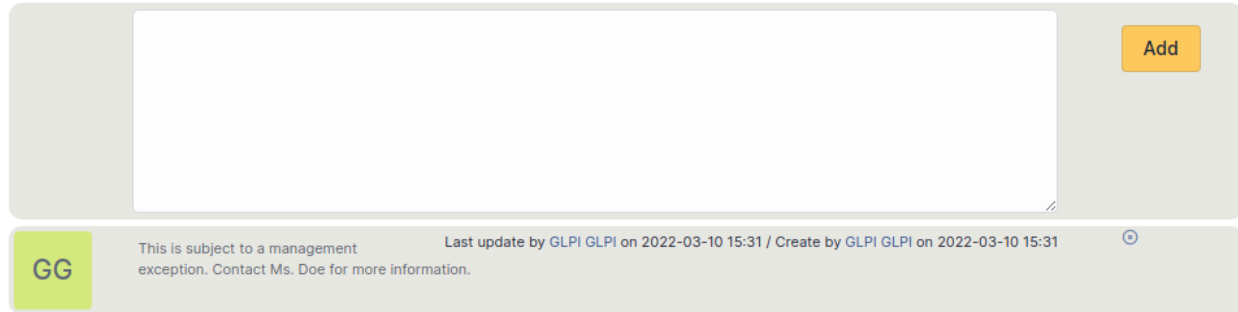 Add
GG
This is subject to a management
exception. Contact Ms. Doe for more information.
Last update by GLPI GLPI on 2022-03-10 15:31 / Create by GLPI GLPI on 2022-03-10 15:31